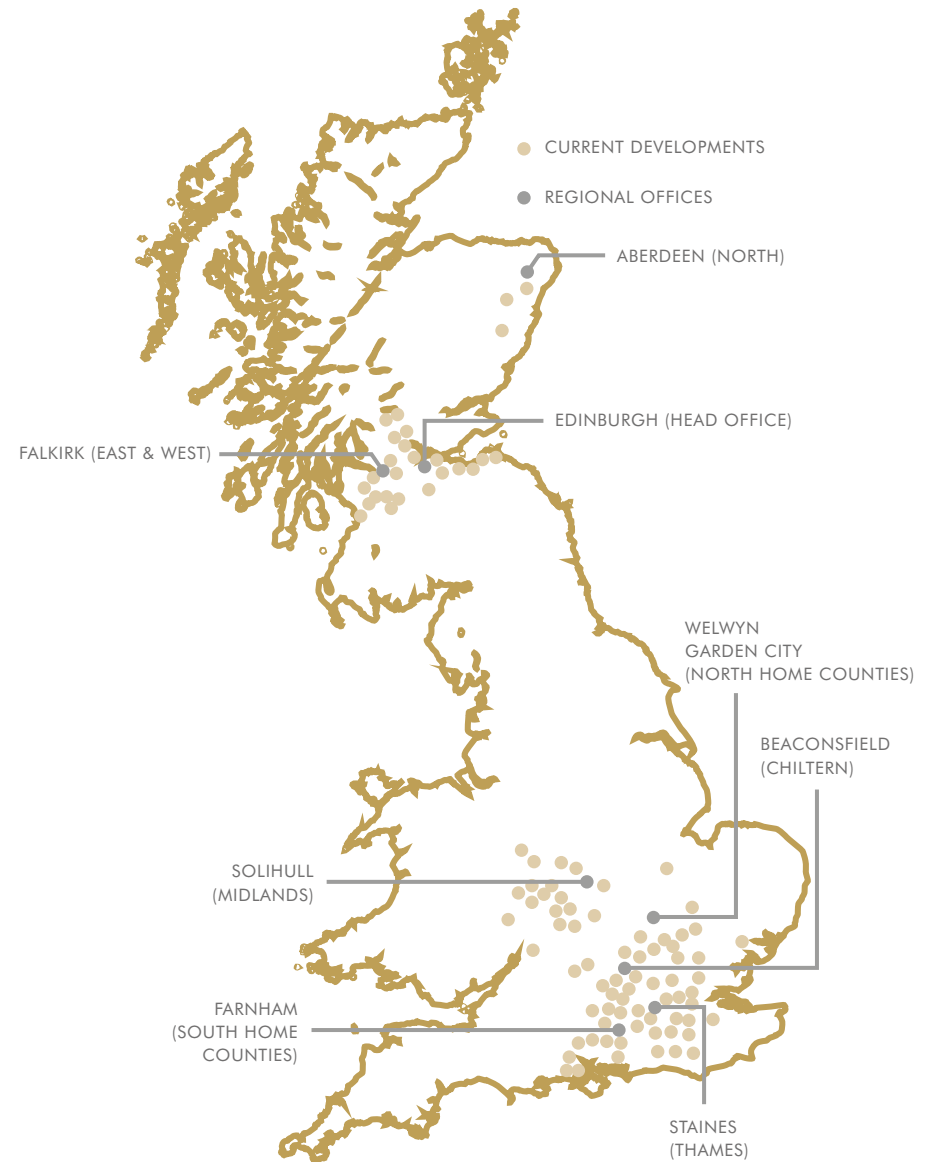 CURRENT DEVELOPMENTS
REGIONAL OFFICES
ABERDEEN (NORTH)
EDINBURGH (HEAD OFFICE)
FALKIRK (EAST & WEST)
WELWYN
GARDEN CITY
(NORTH HOME COUNTIES)
BEACONSFIELD
(CHILTERN)
SOLIHULL
(MIDLANDS)
FARNHAM
(SOUTH HOME
COUNTIES)
STAINES
(THAMES)